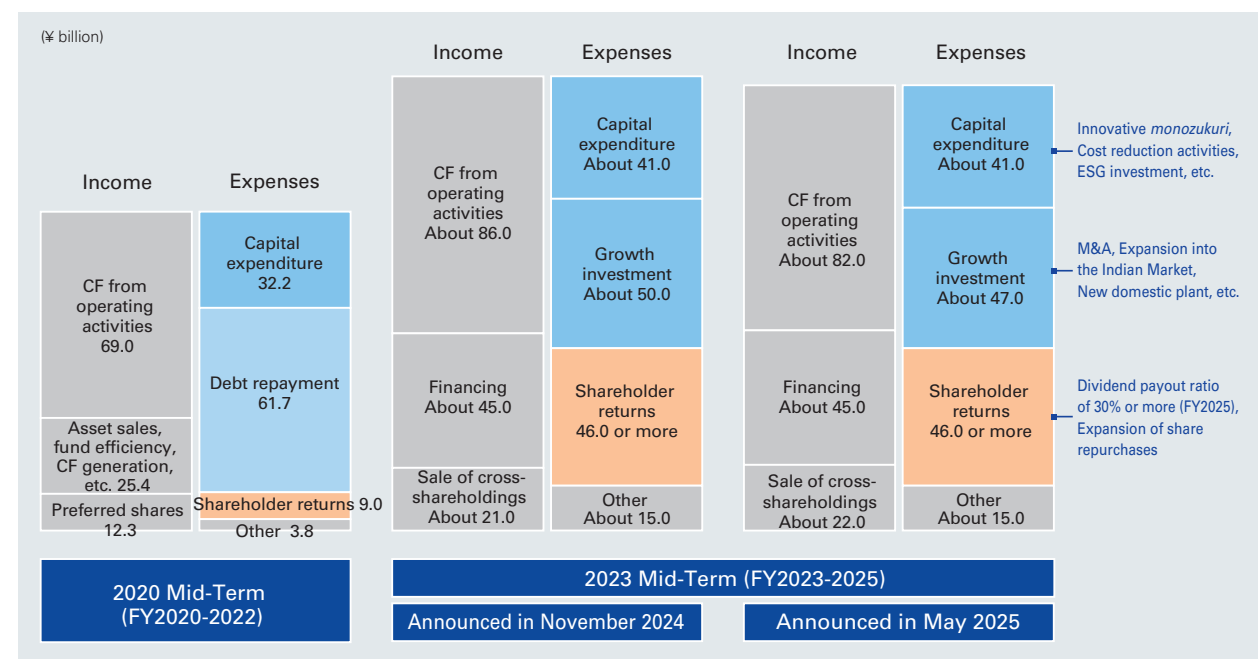 (¥ billion)
Income
Expenses
CF from
operating
activities
69.0
Asset sales,
fund efficiency,
CF generation,
etc. 25.4
Preferred shares
12.3
Capital
expenditure
32.2
Debt repayment
61.7
Shareholder returns 9.0
Other 3.8
2020 Mid-Term
(FY2020-2022)
Income
Expenses
CF from
operating
activities
About 86.0
Financing
About 45.0
Sale of cross-
shareholdings
About 21.0
Capital
expenditure
About 41.0
Growth
investment
About 50.0
Shareholder
returns
46.0 or more
Other
About 15.0
Income
Expenses
CF from
operating
activities
About 82.0
Financing
About 45.0
Sale of cross-
shareholdings
About 22.0
Capital
expenditure
About 41.0
Growth
investment
About 47.0
Shareholder
returns
46.0 or more
Other
About 15.0
Innovative monozukuri,
Cost reduction activities,
ESG investment, etc.
M&A, Expansion into
the Indian Market,
New domestic plant, etc.
Dividend payout ratio
of 30% or more (FY2025),
Expansion of share
repurchases
2023 Mid-Term (FY2023-2025)
Announced in November 2024
Announced in May 2025